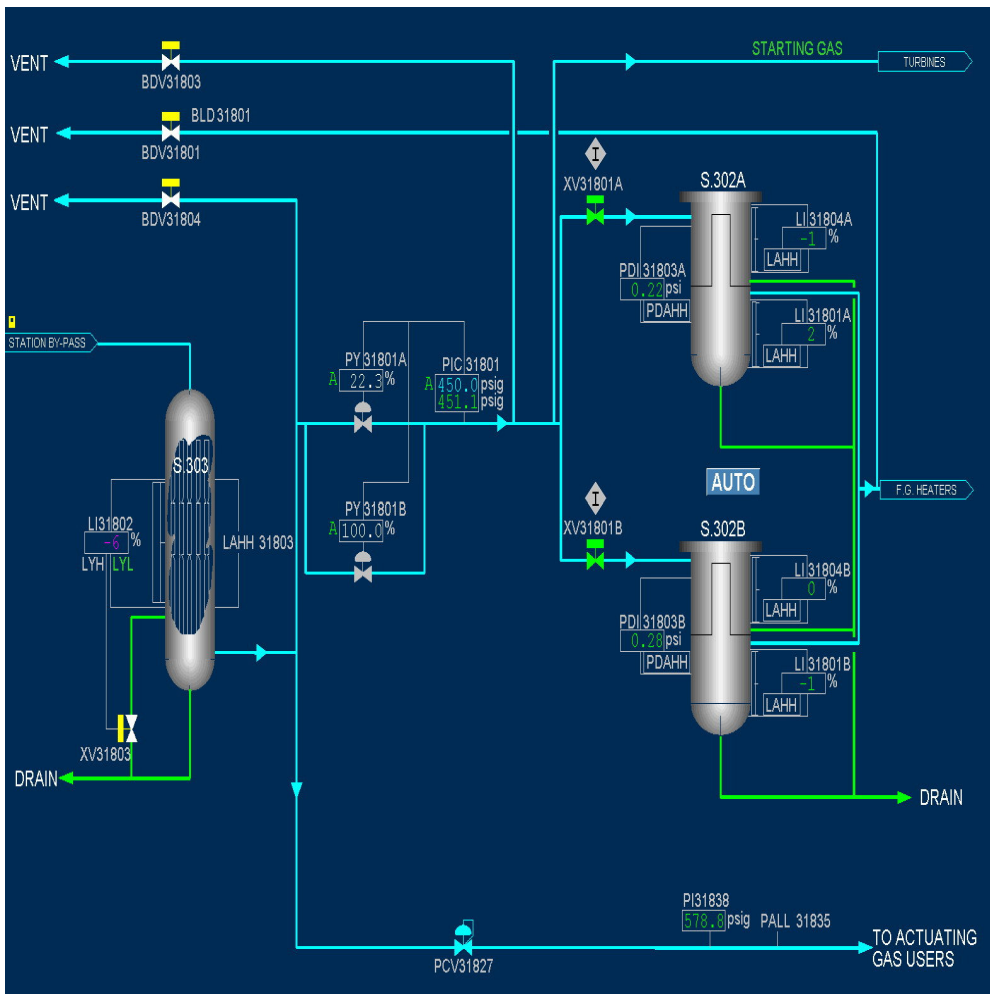 STARTING GAS
TURBINES
VENT
BDV31803
BLD 31801
VENT
BDV31801
I
S.302A
XV31801A
VENT
BDV31804
LI 31804A
-1 %
LAHH
PDI 31803A
0.22 psi
PDAHH
LI 31801A
2 %
LAHH
STATION BY-PASS
PY 31801A
A 22.3 %
PIC 31801
A 450.0 psig
451.1 psig
S.303
AUTO
F.G. HEATERS
I
PY 31801B
A 100.0 %
XV31801B
S.302B
LI31802
-6 %
LYH LYL
LAHH 31803
LI 31804B
0 %
LAHH
PDI 31803B
0.28 psi
PDAHH
LI 31801B
-1 %
LAHH
XV31803
DRAIN
DRAIN
PI31838
578.8 psig
PALL 31835
PCV31827
TO ACTUATING
GAS USERS